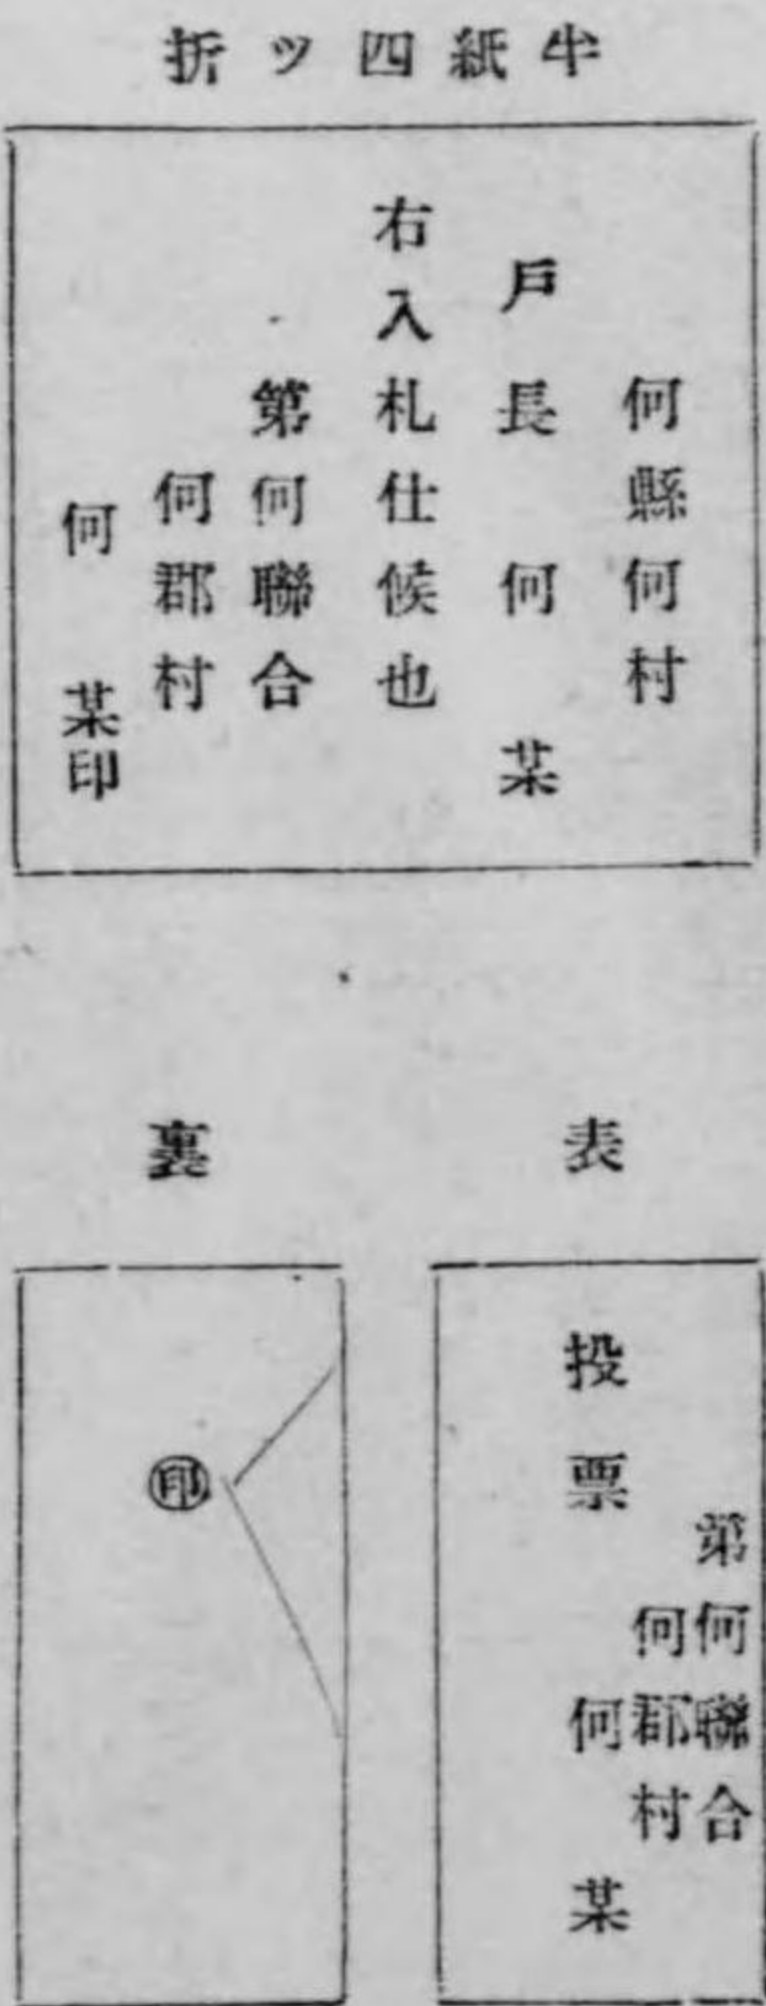 半紙四ッ折
何縣何村
戸長何某
右入札仕候也
第何聯合
何郡村
何某印
表
第何聯合
何郡村
投票何某
裏
印